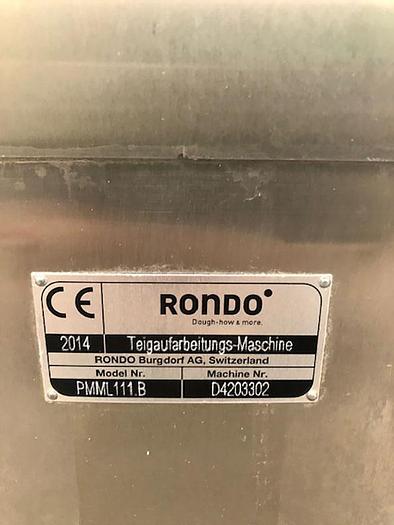 CE RONDO
Dough-how & more.
2014 Teigaufarbeitungs-Maschine
RONDO Burgdorf AG, Switzerland
Model Nr. Machine Nr.
PMML111.B D4203302